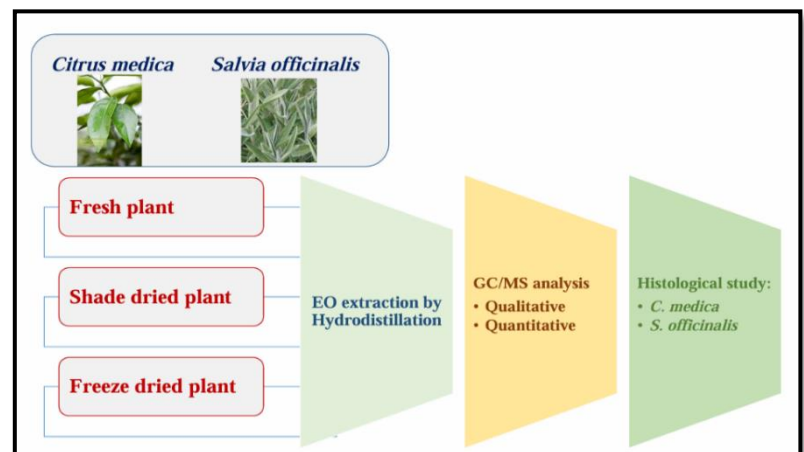 Citrus medica
Salvia officinalis
Fresh plant
Shade dried plant
Freeze dried plant
EO extraction by
Hydrodistillation
GC/MS analysis
• Qualitative
• Quantitative
Histological study:
• C. medica
• S. officinalis